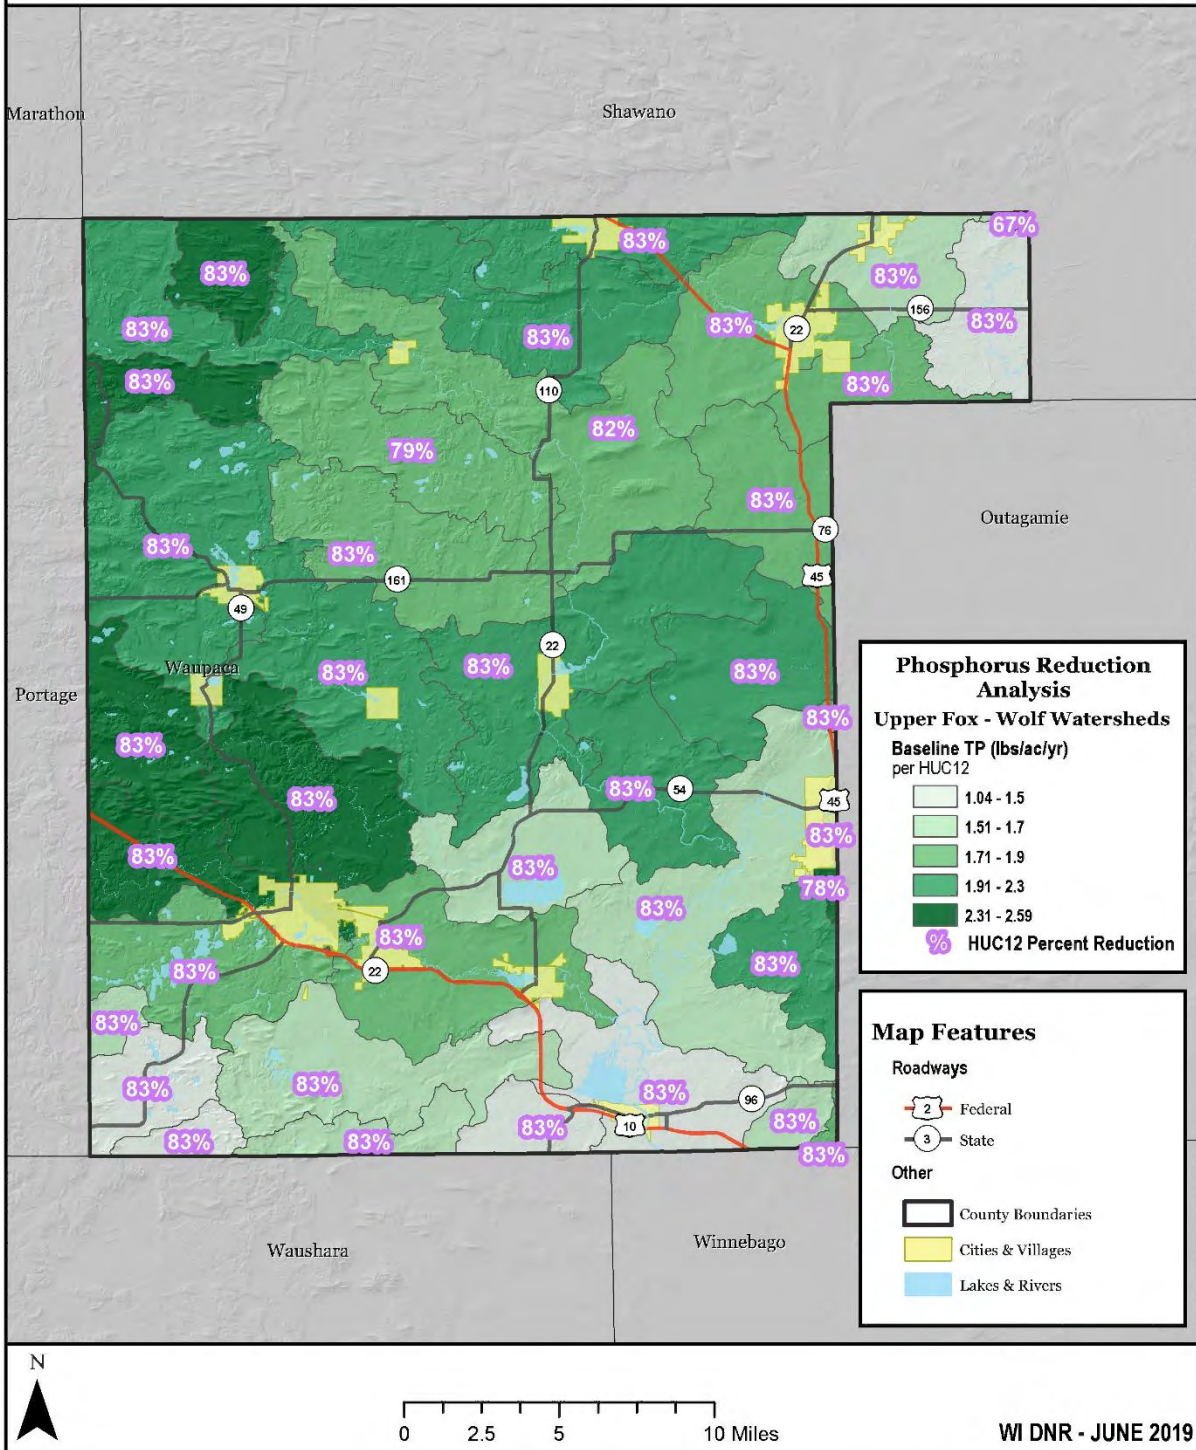 Marathon
Shawano
67%
83%
83%
83%
156
83%
22
83%
83%
83%
83%
83%
83%
110
82%
79%
83%
76
Outagamie
83%
83%
161
45
49
22
Waupaca
83%
83%
83%
Portage
83%
83%
83%
83%
54
83%
45
83%
83%
83%
78%
83%
83%
83%
22
83%
83%
83%
83%
83%
96
83%
10
83%
83%
83%
83%
Waushara
Winnebago
Phosphorus Reduction
Analysis
Upper Fox - Wolf Watersheds
Baseline TP (lbs/ac/yr)
per HUC12
1.04 - 1.5
1.51 - 1.7
1.71 - 1.9
1.91 - 2.3
2.31 - 2.59
% HUC12 Percent Reduction
Map Features
Roadways
2 Federal
3 State
Other
County Boundaries
Cities & Villages
Lakes & Rivers
N
0 2.5 5 10 Miles
WI DNR - JUNE 2019